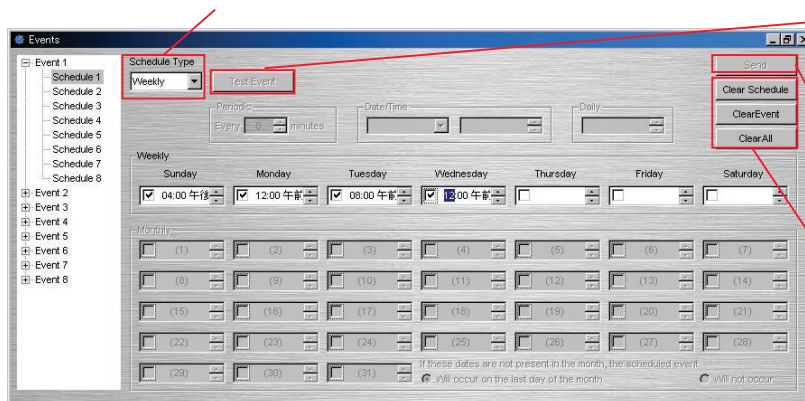 Events
Event 1
Schedule 1
Schedule 2
Schedule 3
Schedule 4
Schedule 5
Schedule 6
Schedule 7
Schedule 8
Event 2
Event 3
Event 4
Event 5
Event 6
Event 7
Event 8
Schedule Type
Weekly
Test Event
Send
Clear Schedule
ClearEvent
ClearAll
Periodic
Every 0 minutes
Date/Time
Daily
Weekly
Sunday Monday Tuesday Wednesday Thursday Friday Saturday
04:00 午後 12:00 午前 08:00 午前 12:00 午前
Monthly
(1) (2) (3) (4) (5) (6) (7)
(8) (9) (10) (11) (12) (13) (14)
(15) (16) (17) (18) (19) (20) (21)
(22) (23) (24) (25) (26) (27) (28)
(29) (30) (31)
If these dates are not present in the month, the scheduled event:
Will occur on the last day of the month Will not occur